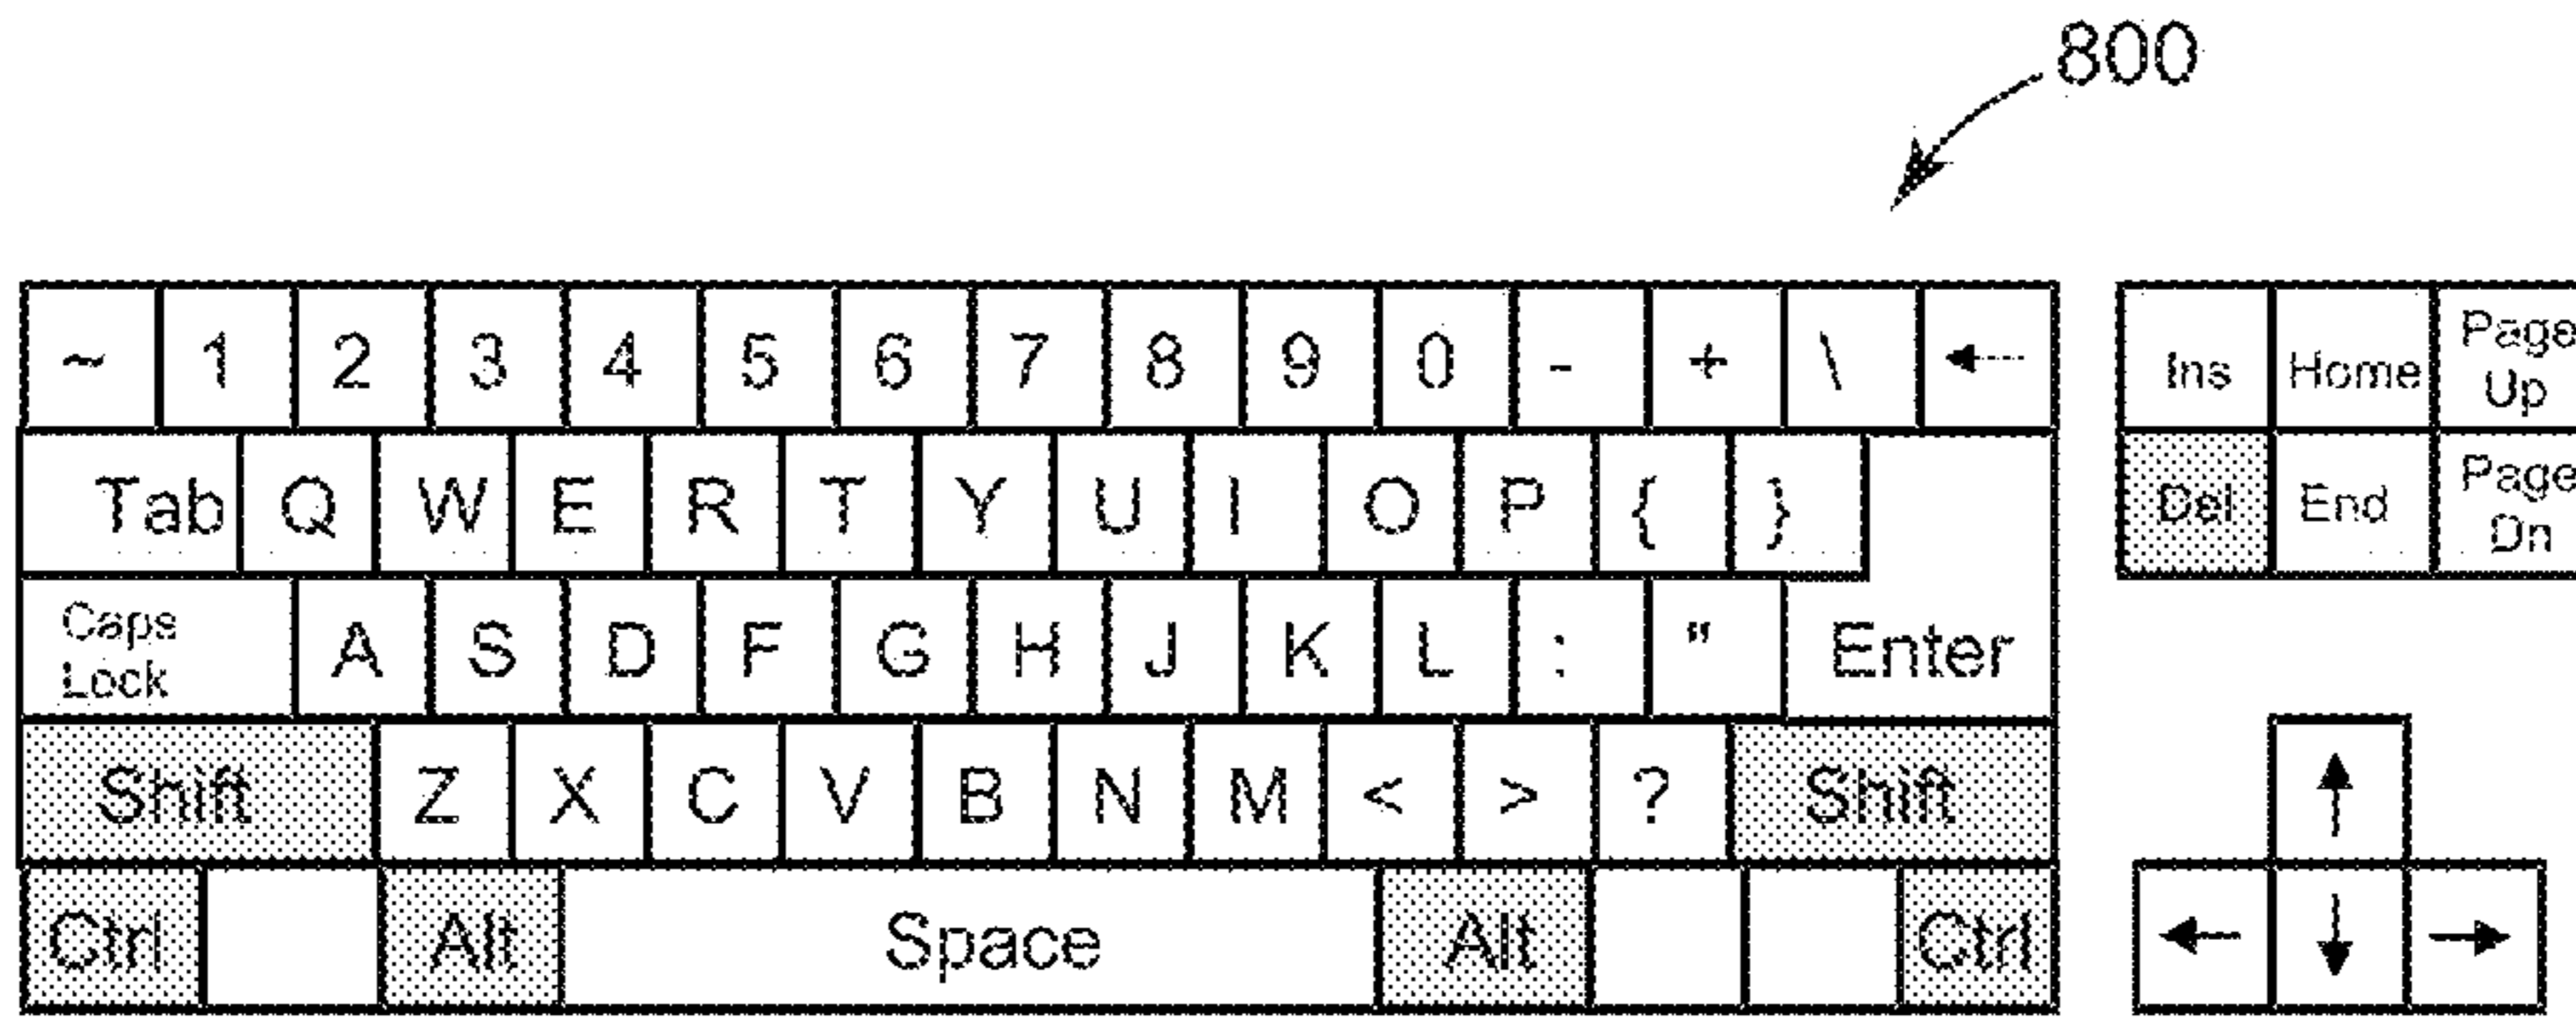 800
~ 1 2 3 4 5 6 7 8 9 0 - + \ ← Ins Home Page Up
Tab Q W E R T Y U I O P { } Del End Page Dn
Caps Lock A S D F G H J K L : " Enter
Shift Z X C V B N M < > ? Shift ↑
Ctrl Alt Space Alt Ctrl ← ↓ →